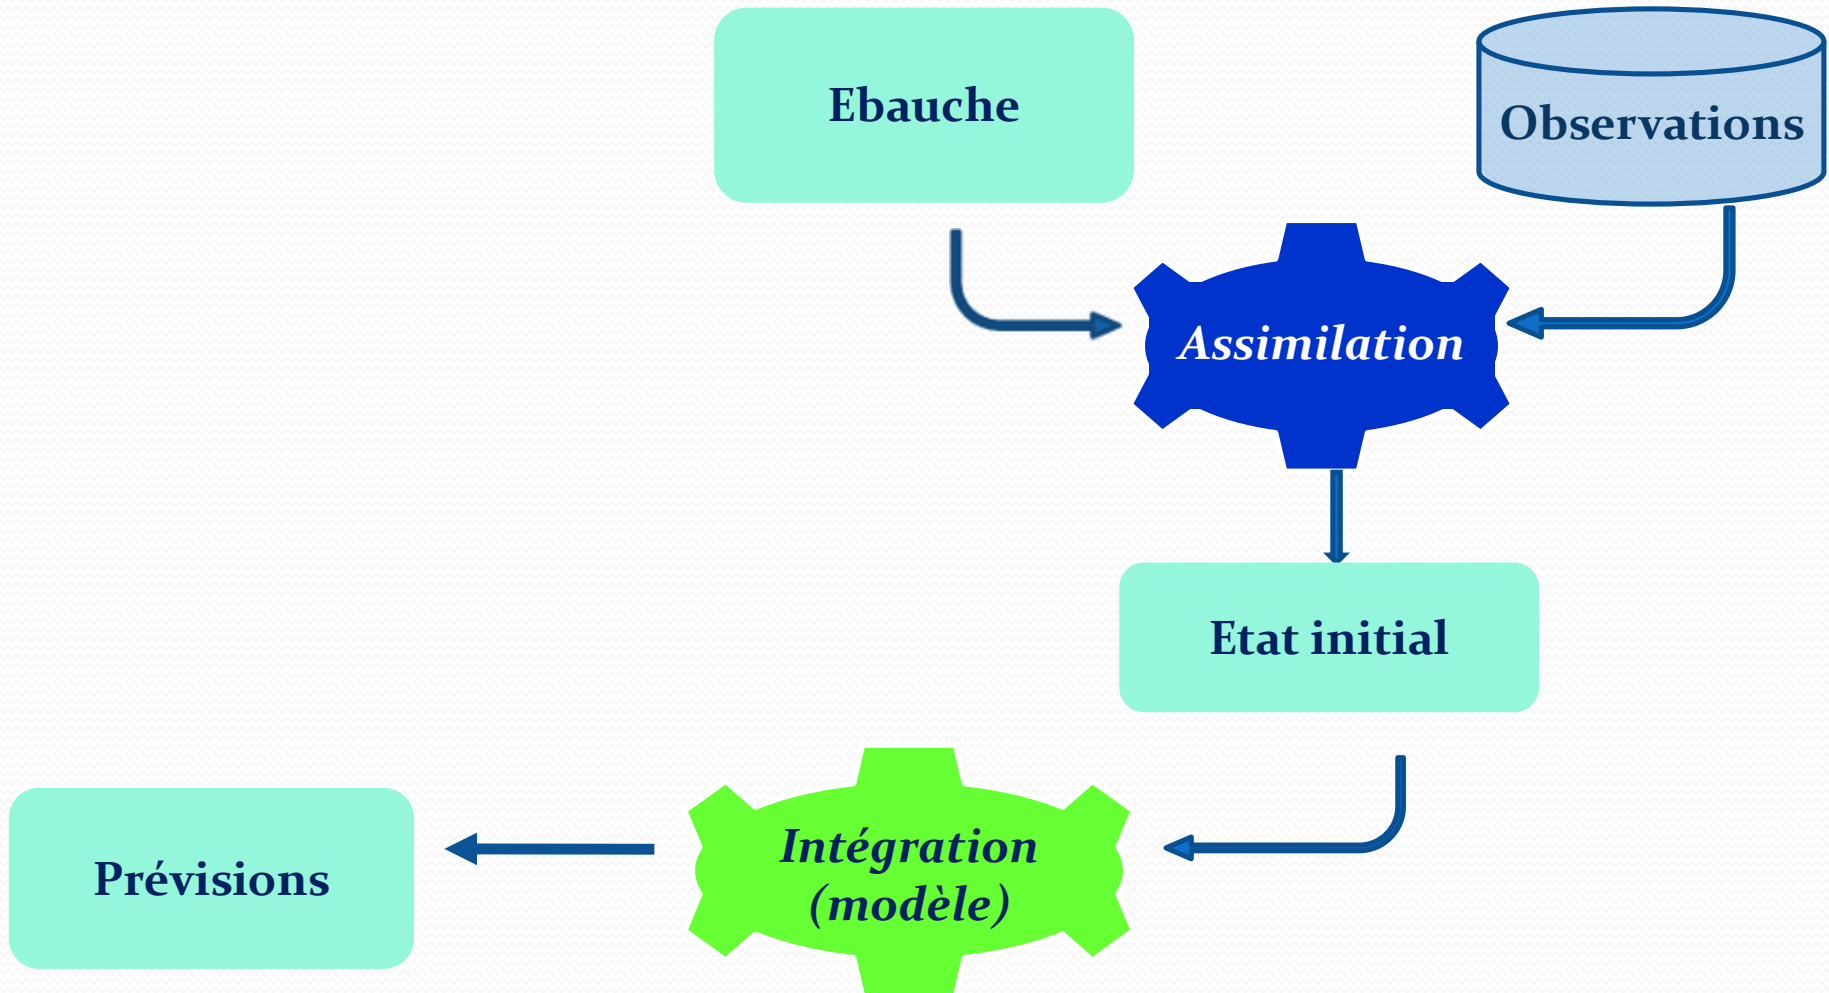 Ebauche
Observations
Assimilation
Etat initial
Intégration
(modèle)
Prévisions